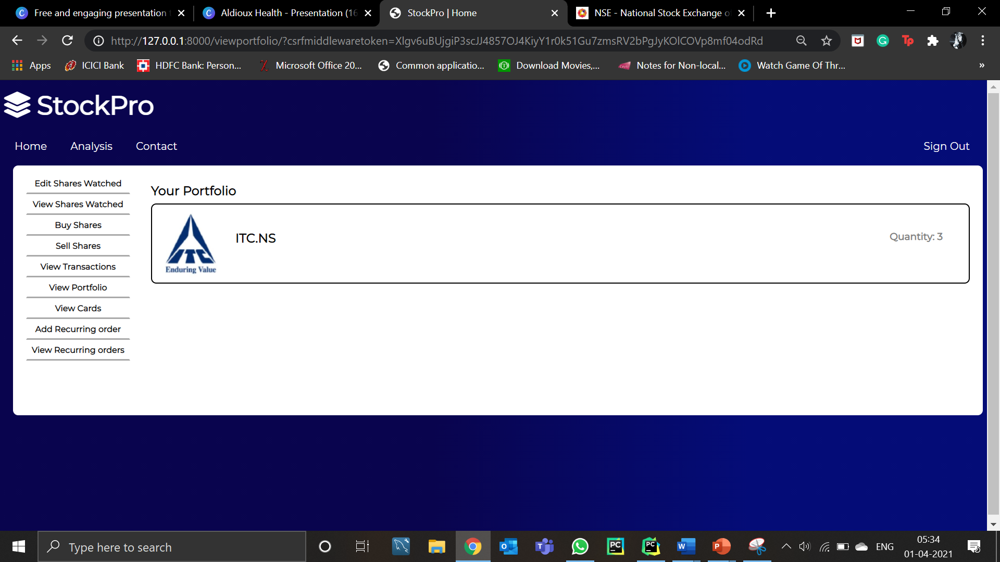 Free and engaging presentation
Aldioux Health - Presentation (16
StockPro | Home
NSE - National Stock Exchange o
http://127.0.0.1:8000/viewportfolio/?csrfmiddlewaretoken=Xlgv6uBUjgiP3scJJ4857OJ4KiyY1r0k51Gu7zmsRV2bPgJyKOlCOVp8mf04odRd
Apps
ICICI Bank
HDFC Bank: Person...
Microsoft Office 20...
Common applicatio...
Download Movies,...
Notes for Non-local...
Watch Game Of Thr...
StockPro
Home
Analysis
Contact
Sign Out
Edit Shares Watched
View Shares Watched
Buy Shares
Sell Shares
View Transactions
View Portfolio
View Cards
Add Recurring order
View Recurring orders
Your Portfolio
ITC
Enduring Value
ITC.NS
Quantity: 3
Type here to search
ENG
05:34
01-04-2021